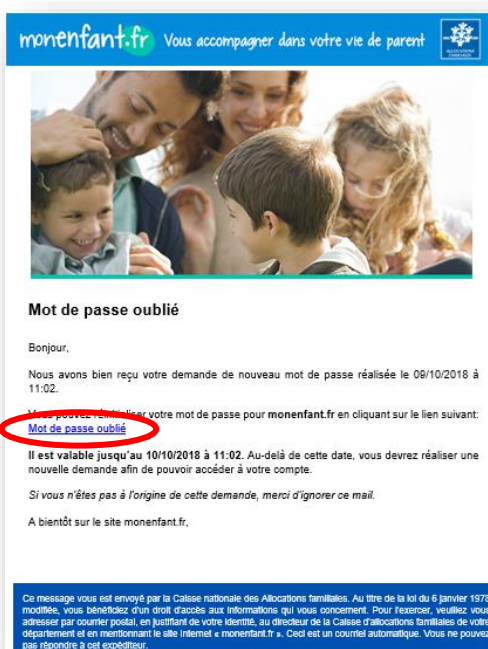 monenfant.fr Vous accompagner dans votre vie de parent
ALLOCATIONS
FAMILIALES
Mot de passe oublié
Bonjour,
Nous avons bien reçu votre demande de nouveau mot de passe réalisée le 09/10/2018 à
11:02.
Vous pouvez réinitialiser votre mot de passe pour monenfant.fr en cliquant sur le lien suivant:
Mot de passe oublié
Il est valable jusqu'au 10/10/2018 à 11:02. Au-delà de cette date, vous devrez réaliser une
nouvelle demande afin de pouvoir accéder à votre compte.
Si vous n'êtes pas à l'origine de cette demande, merci d'ignorer ce mail.
A bientôt sur le site monenfant.fr,
Ce message vous est envoyé par la Caisse nationale des Allocations familiales. Au titre de la loi du 6 janvier 1978
modifiée, vous bénéficiez d'un droit d'accès aux informations qui vous concernent. Pour l'exercer, veuillez vous
adresser par courrier postal, en justifiant de votre identité, au directeur de la Caisse d'allocations familiales de votre
département et en mentionnant le site Internet « monenfant.fr ». Ceci est un courriel automatique. Vous ne pouvez
pas répondre à cet expéditeur.